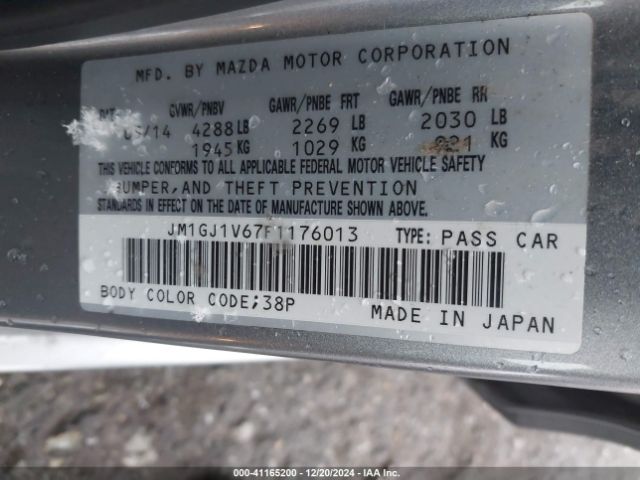 MFD. BY MAZDA MOTOR CORPORATION
GVWR/PNBV GAWR/PNBE FRT GAWR/PNBE RR
/14 4288LB 2269 LB 2030 LB
1945KG 1029 KG 921 KG
THIS VEHICLE CONFORMS TO ALL APPLICABLE FEDERAL MOTOR VEHICLE SAFETY
BUMPER,AND THEFT PREVENTION
STANDARDS IN EFFECT ON THE DATE OF MANUFACTURE SHOWN ABOVE.
JM1GJ1V67F1176013 TYPE: PASS CAR
BODY COLOR CODE;38P
MADE IN JAPAN
000-41165200 - 12/20/2024 - IAA Inc.